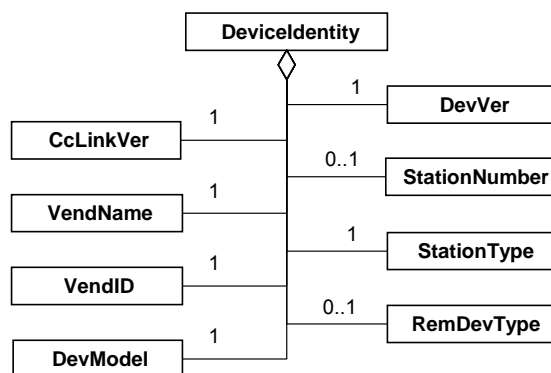 DeviceIdentity
1
DevVer
1
CcLinkVer
0..1
StationNumber
1
VendName
1
StationType
1
VendID
0..1
RemDevType
1
DevModel